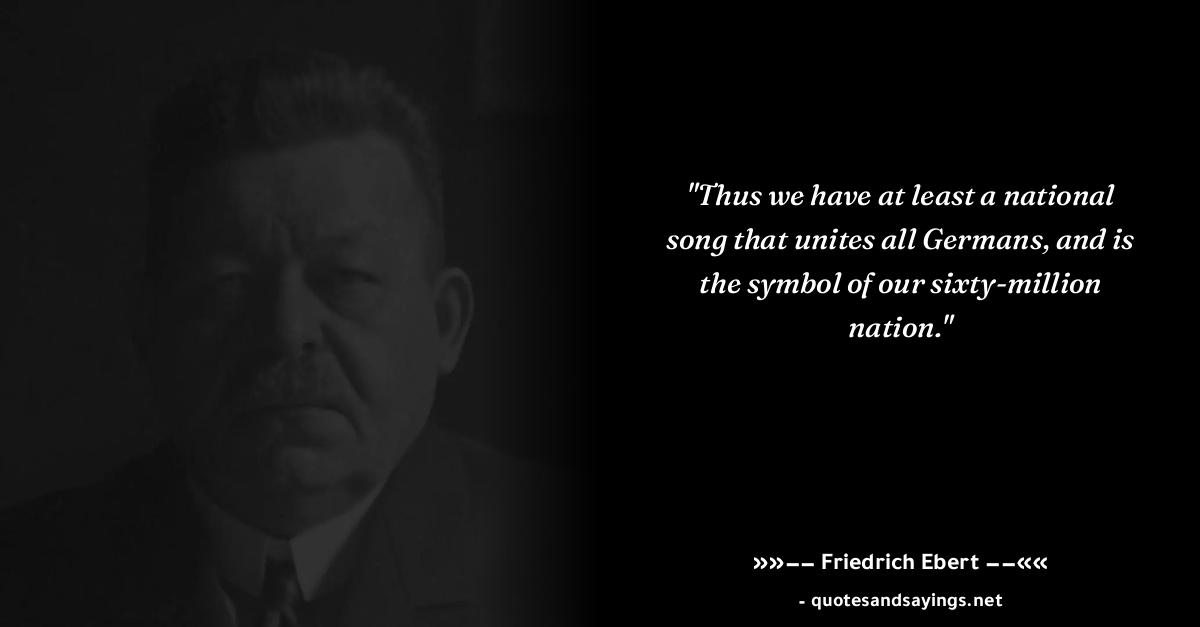 "Thus we have at least a national
song that unites all Germans, and is
the symbol of our sixty-million
nation."
»»−− Friedrich Ebert −−««
- quotesandsayings.net